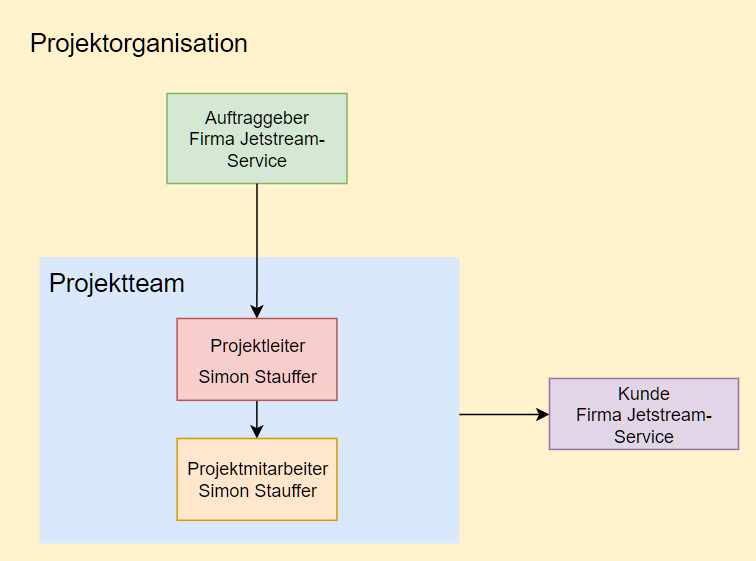 Projektorganisation
Auftraggeber
Firma Jetstream-
Service
Projektteam
Projektleiter
Simon Stauffer
Projektmitarbeiter
Simon Stauffer
Kunde
Firma Jetstream-
Service